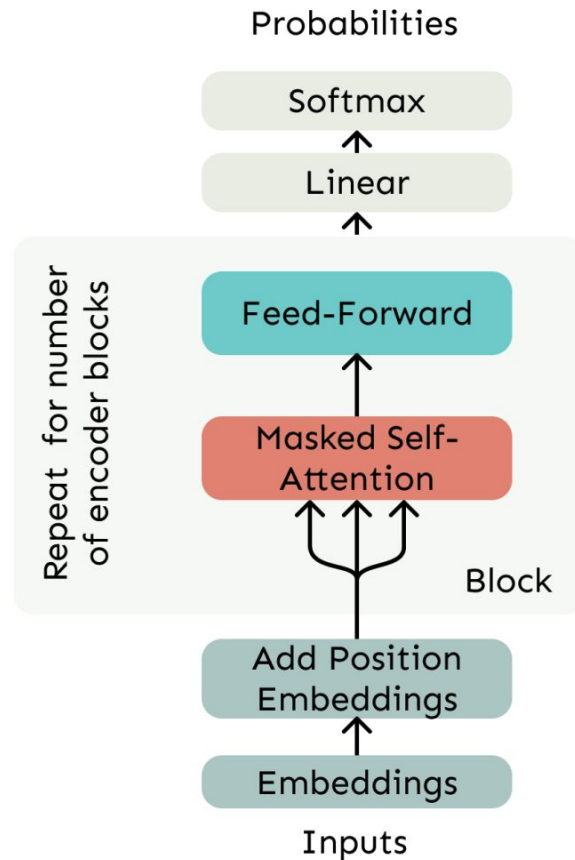 Probabilities
Softmax
Linear
Repeat for number
of encoder blocks
Feed-Forward
Masked Self-
Attention
Block
Add Position
Embeddings
Embeddings
Inputs